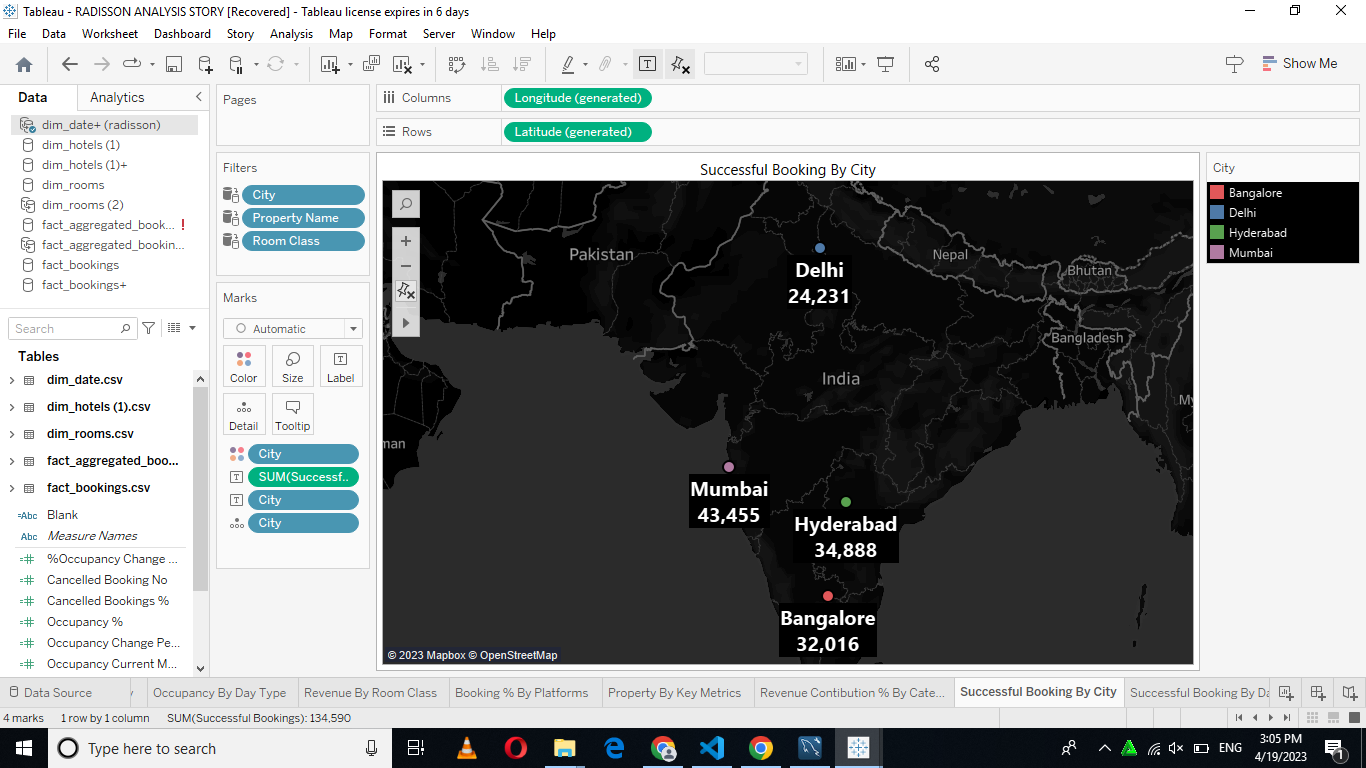 Tableau - RADISSON ANALYSIS STORY [Recovered] - Tableau license expires in 6 days
File Data Worksheet Dashboard Story Analysis Map Format Server Window Help
Show Me
Data Analytics
dim_date+ (radisson)
dim_hotels (1)
dim_hotels (1)+
dim_rooms
dim_rooms (2)
fact_aggregated_book...
fact_aggregated_bookin...
fact_bookings
fact_bookings+
Search
Tables
dim_date.csv
dim_hotels (1).csv
dim_rooms.csv
fact_aggregated_boo...
fact_bookings.csv
Abc Blank
Abc Measure Names
%Occupancy Change ...
Cancelled Booking No
Cancelled Bookings %
Occupancy %
Occupancy Change Pe...
Occupancy Current M...
Pages
Filters
City
Property Name
Room Class
Marks
Automatic
Color Size Label
Detail Tooltip
City
SUM(Successf..
City
City
Columns Longitude (generated)
Rows Latitude (generated)
Successful Booking By City
Pakistan
Nepal
Bhutan
Delhi
24,231
Bangladesh
India
My
man
Mumbai
43,455
Hyderabad
34,888
Bangalore
32,016
© 2023 Mapbox © OpenStreetMap
City
Bangalore
Delhi
Hyderabad
Mumbai
Data Source Occupancy By Day Type Revenue By Room Class Booking % By Platforms Property By Key Metrics Revenue Contibution % By Cate... Successful Booking By City Successful Booking By Da
4 marks 1 row by 1 column SUM(Successful Bookings): 134,590
Type here to search
ENG
3:05 PM
4/19/2023
1